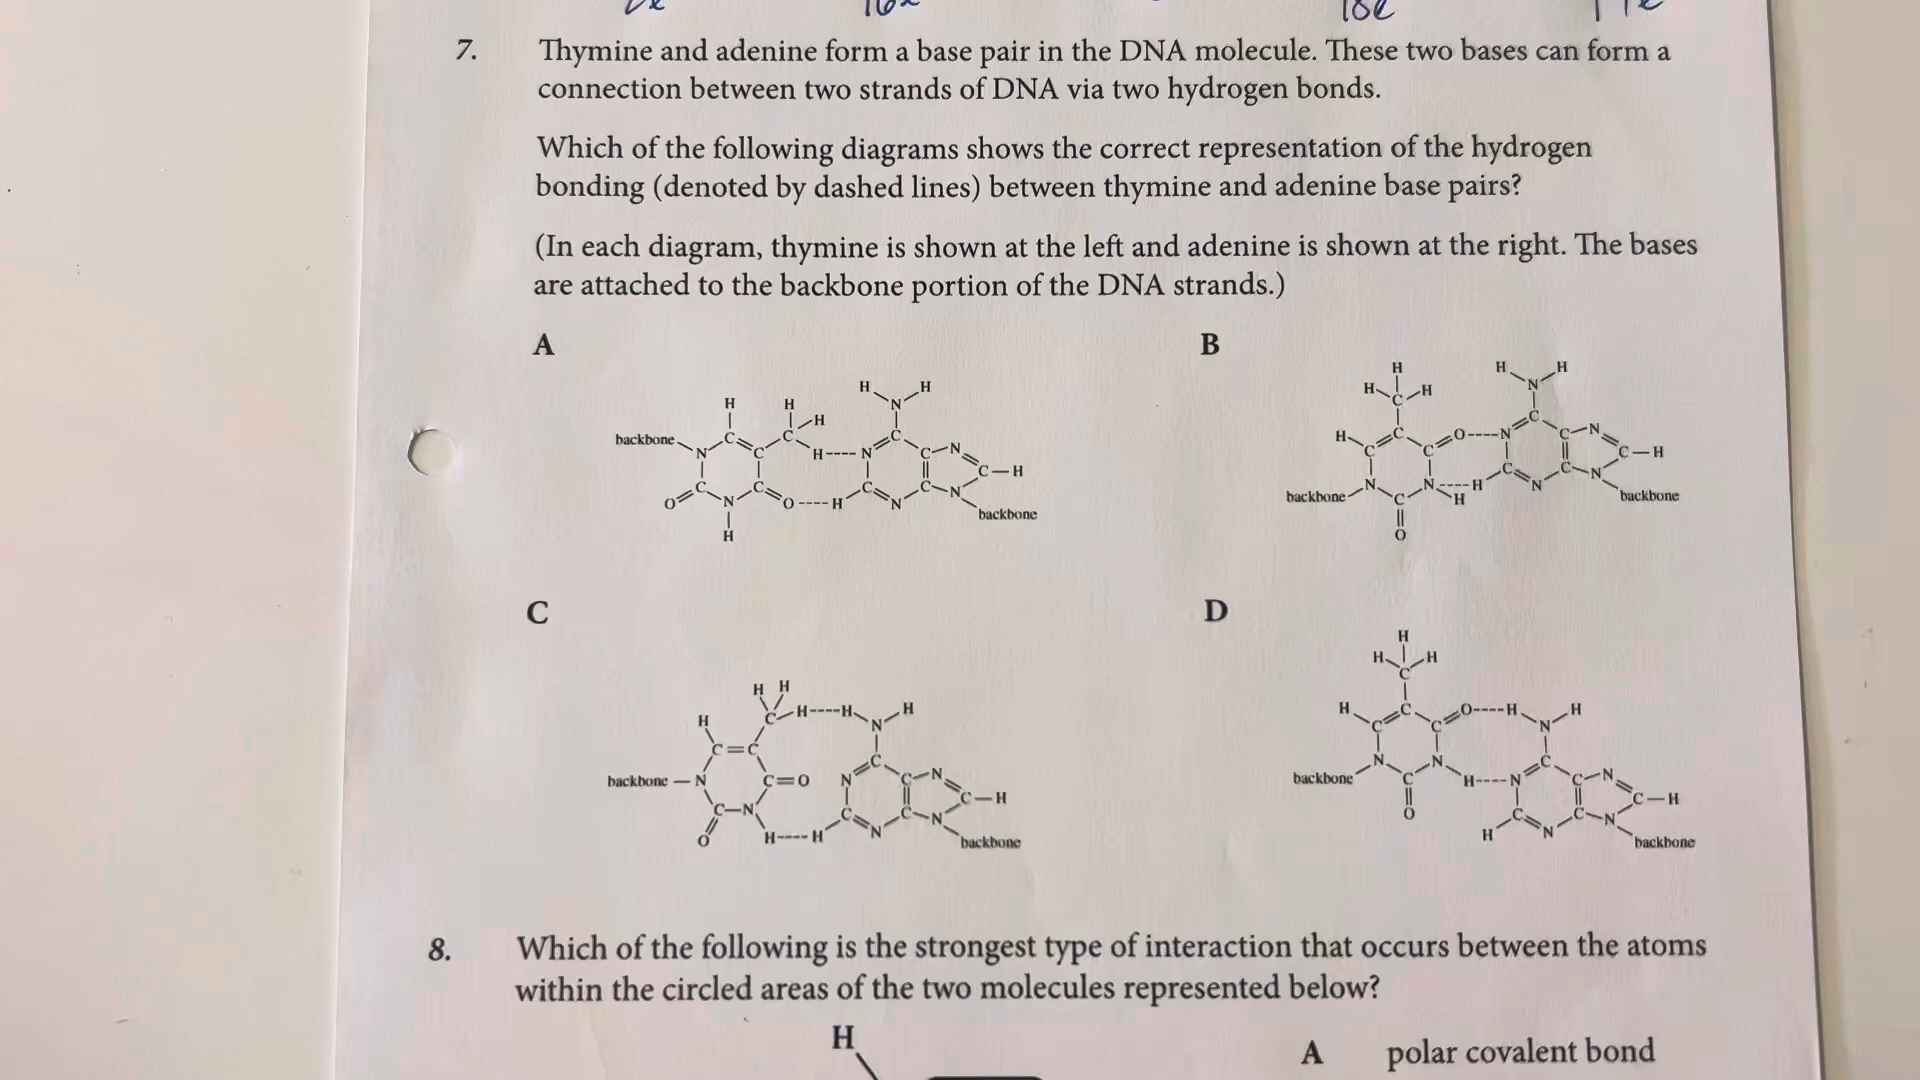 7. Thymine and adenine form a base pair in the DNA molecule. These two bases can form a
connection between two strands of DNA via two hydrogen bonds.
Which of the following diagrams shows the correct representation of the hydrogen
bonding (denoted by dashed lines) between thymine and adenine base pairs?
(In each diagram, thymine is shown at the left and adenine is shown at the right. The bases
are attached to the backbone portion of the DNA strands.)
A
H H
N
H H
H
backbone
N C C C
C H----N C C N
C—H
C N C O----H C N C N
O
H
backbone
B
H
H H
C
H H
N
H C C O----N C C N
C C
C—H
backbone N C N----H C N C N
H
backbone
O
C
H H
H C—H----H H
N
C=C
backbone — N C=O N C C N
C—H
C—N C N C N
O H----H
backbone
D
H
H H
C
H C O----H H
C C N
N N C
backbone C H----N C N
C—H
O C C N
H N
backbone
8. Which of the following is the strongest type of interaction that occurs between the atoms
within the circled areas of the two molecules represented below?
H
A polar covalent bond